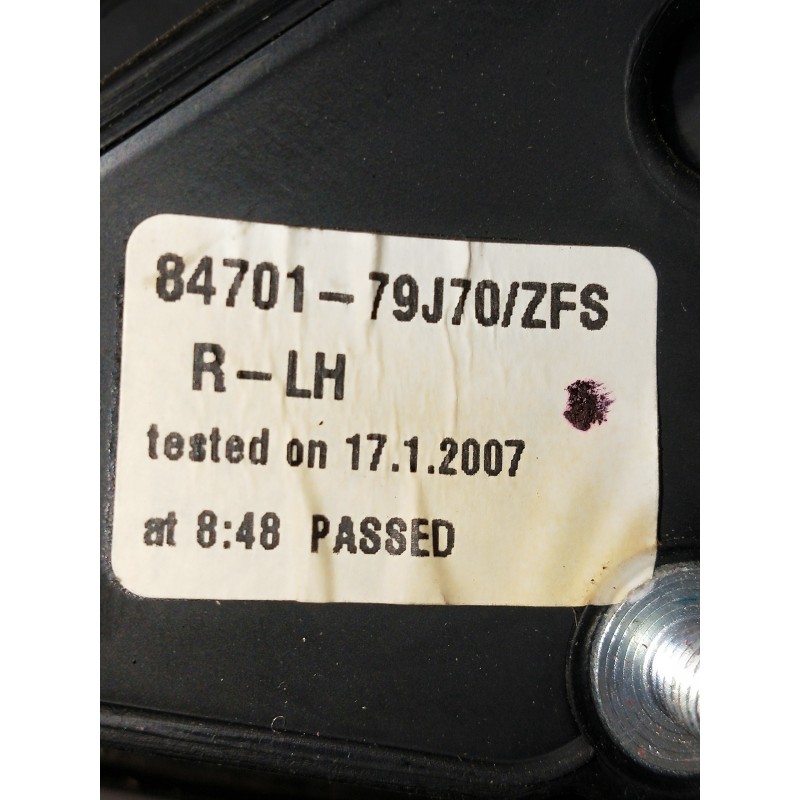 84701-79J70/ZFS
R-LH
tested on 17.1.2007
at 8:48 PASSED